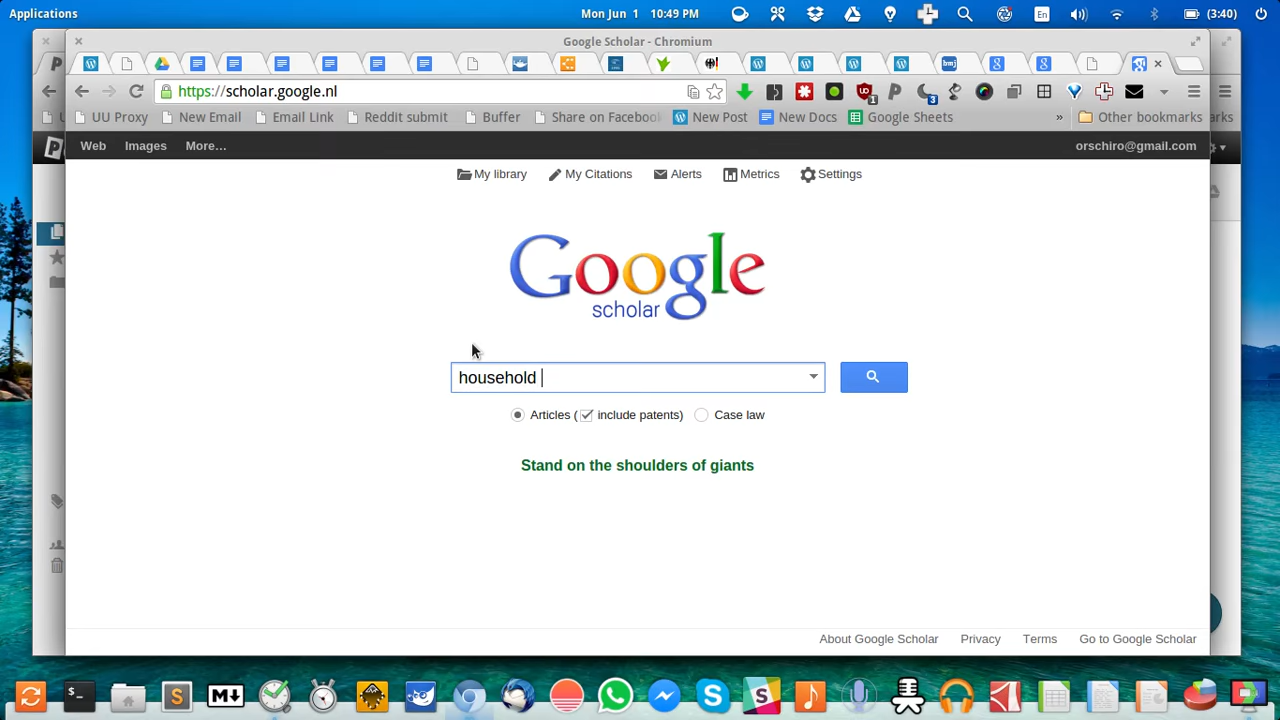 Applications
Mon Jun 1 10:49 PM
En
(3:40)
Google Scholar - Chromium
https://scholar.google.nl
UU Proxy
New Email
Email Link
Reddit submit
Buffer
Share on Facebook
New Post
New Docs
Google Sheets
»
Other bookmarks
Web
Images
More...
orschiro@gmail.com
My library
My Citations
Alerts
Metrics
Settings
Google
scholar
household
Articles (
include patents)
Case law
Stand on the shoulders of giants
About Google Scholar
Privacy
Terms
Go to Google Scholar